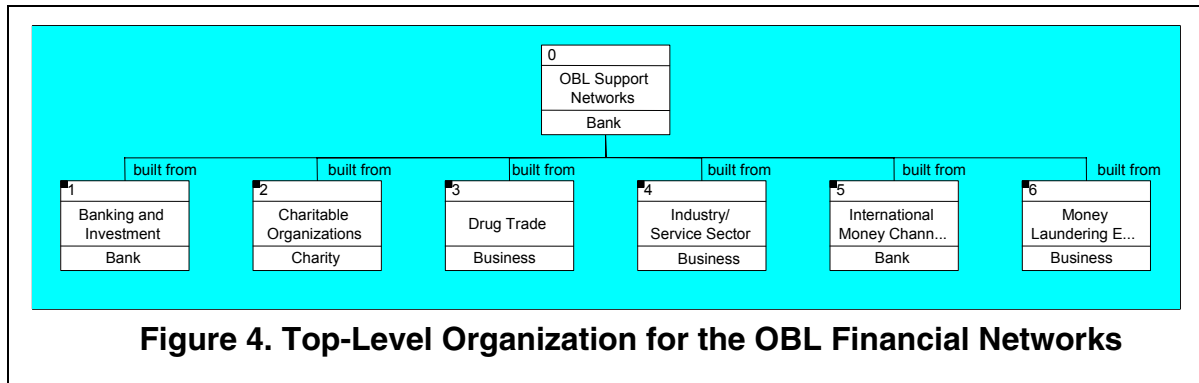 0
OBL Support
Networks
Bank
built from
built from
built from
built from
built from
built from
1
Banking and
Investment
Bank
2
Charitable
Organizations
Charity
3
Drug Trade
Business
4
Industry/
Service Sector
Business
5
International
Money Chann...
Bank
6
Money
Laundering E...
Business
Figure 4. Top-Level Organization for the OBL Financial Networks